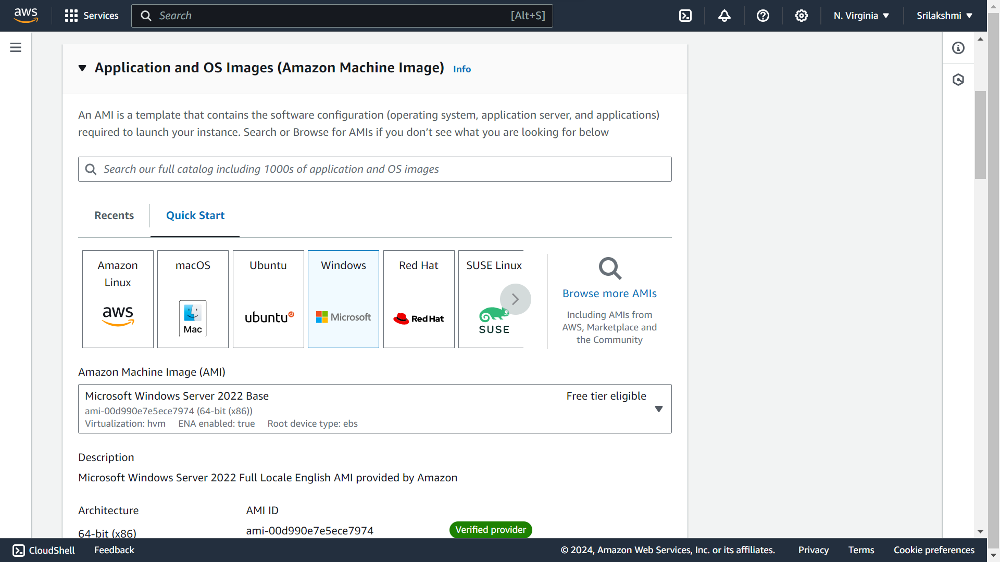 aws
Services
Search
[Alt+S]
N. Virginia
Srilakshmi
Application and OS Images (Amazon Machine Image) Info
An AMI is a template that contains the software configuration (operating system, application server, and applications)
required to launch your instance. Search or Browse for AMIs if you don’t see what you are looking for below
Search our full catalog including 1000s of application and OS images
Recents
Quick Start
Amazon
Linux
aws
macOS
Mac
Ubuntu
ubuntu
Windows
Microsoft
Red Hat
Red Hat
SUSE Linux
SUSE
Browse more AMIs
Including AMIs from
AWS, Marketplace and
the Community
Amazon Machine Image (AMI)
Microsoft Windows Server 2022 Base
Free tier eligible
ami-00d990e7e5ece7974 (64-bit (x86))
Virtualization: hvm ENA enabled: true Root device type: ebs
Description
Microsoft Windows Server 2022 Full Locale English AMI provided by Amazon
Architecture
AMI ID
64-bit (x86)
ami-00d990e7e5ece7974
Verified provider
CloudShell
Feedback
© 2024, Amazon Web Services, Inc. or its affiliates.
Privacy
Terms
Cookie preferences